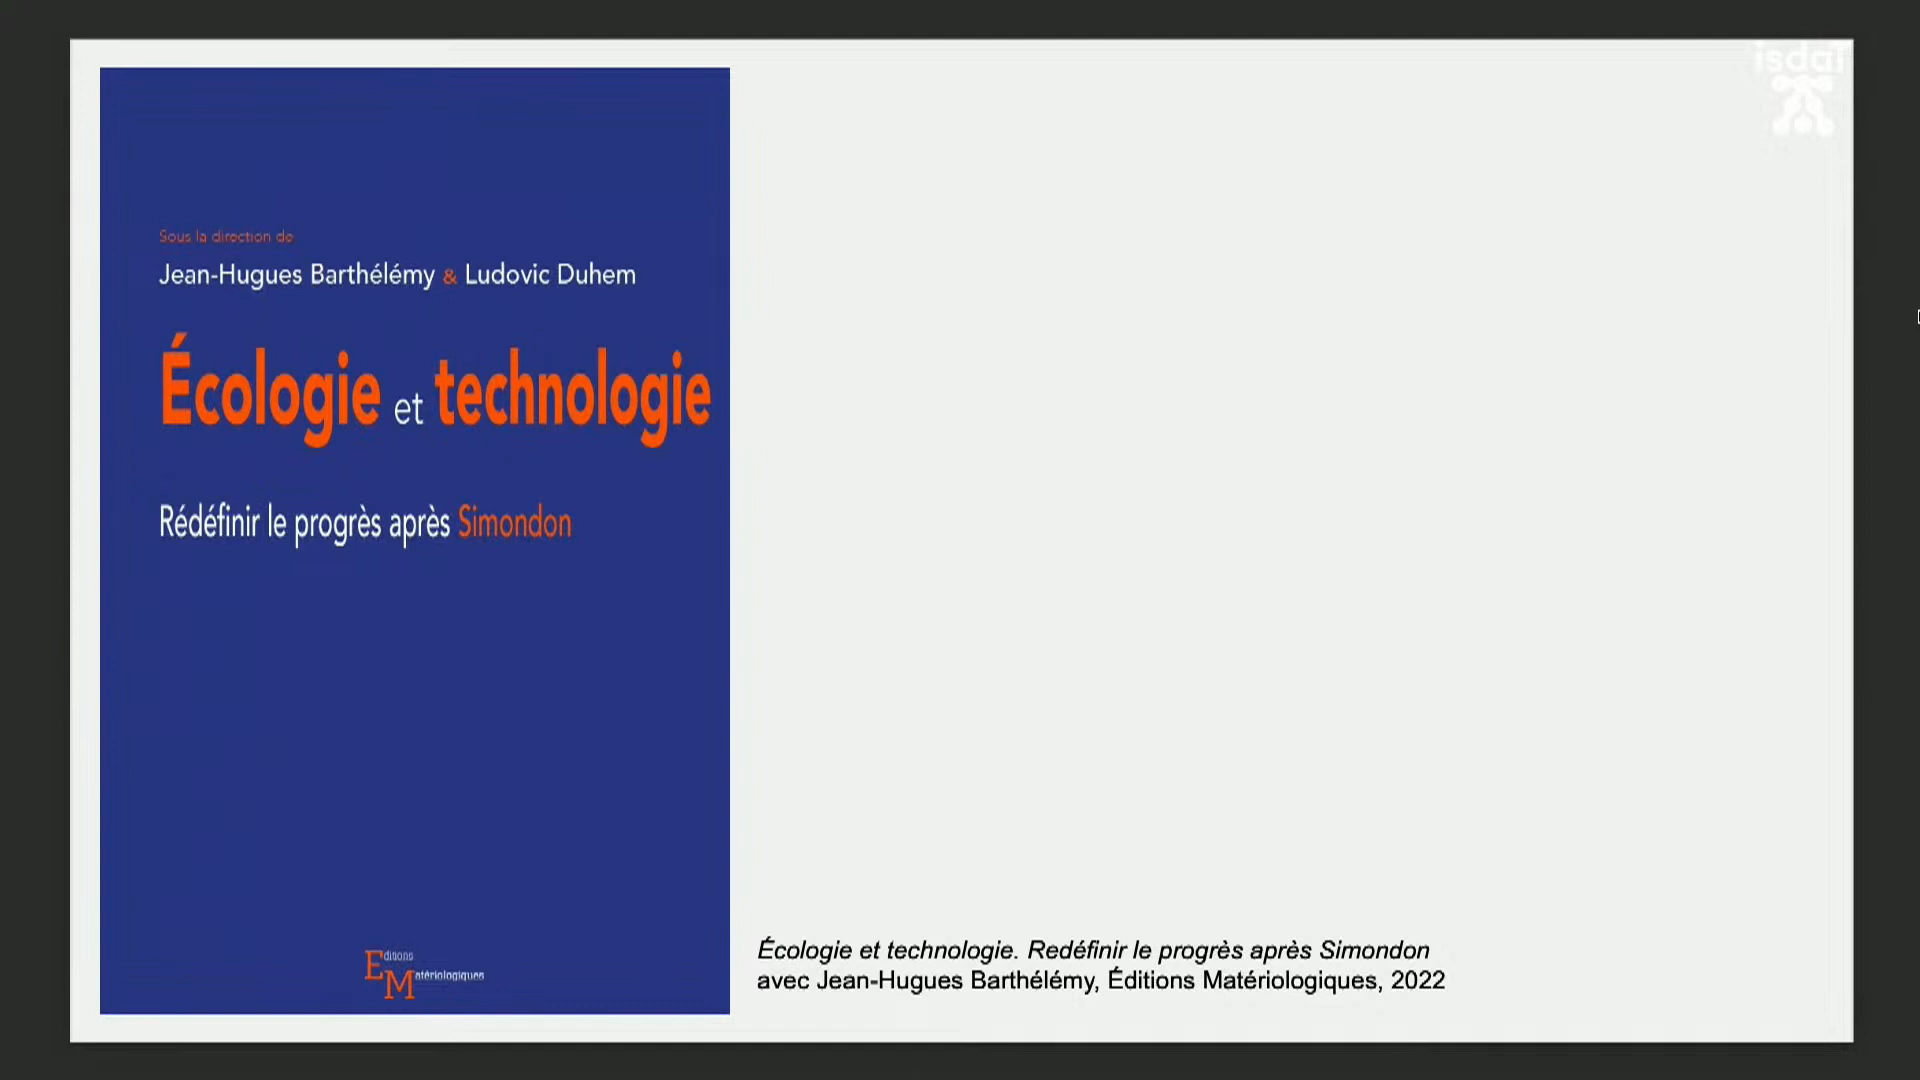 isdat
Sous la direction de
Jean-Hugues Barthélémy & Ludovic Duhem
Écologie et technologie
Rédéfinir le progrès après Simondon
Editions
Matériologiques
Écologie et technologie. Redéfinir le progrès après Simondon
avec Jean-Hugues Barthélémy, Éditions Matériologiques, 2022